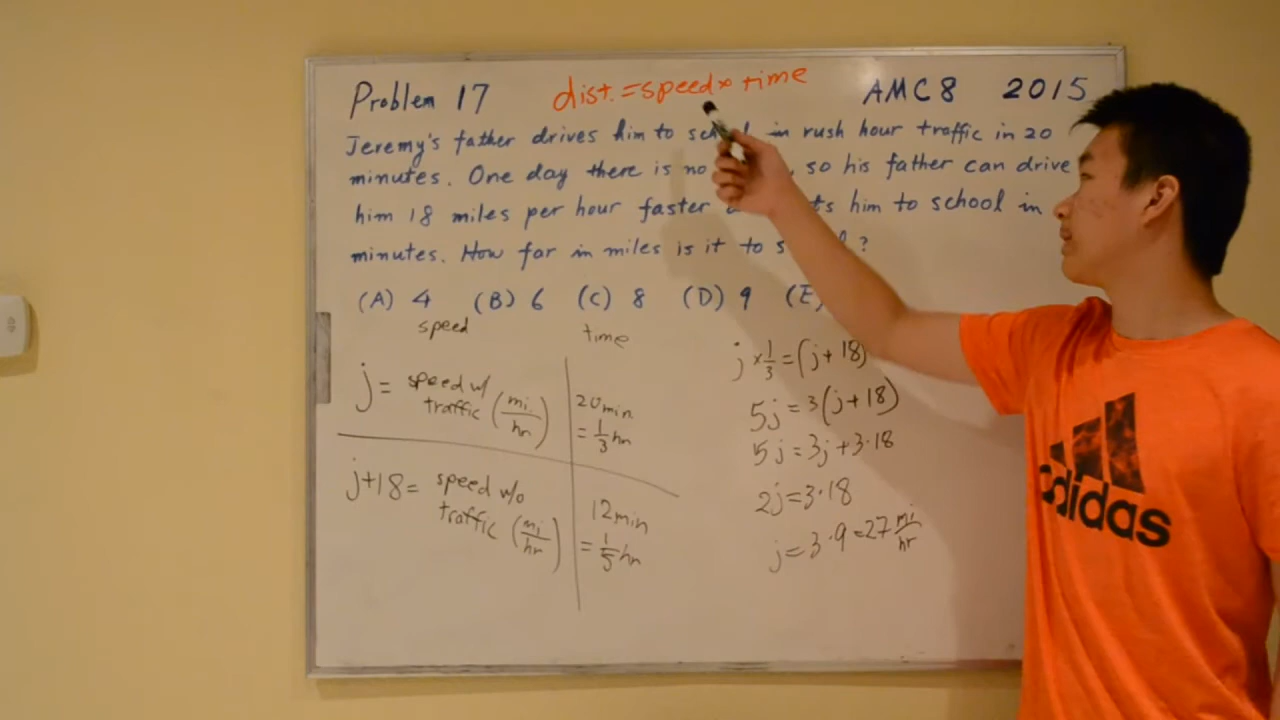 Problem 17 dist. = speed × time AMC 8 2015
Jeremy's father drives him to in rush hour traffic in 20
minutes. One day there is no , so his father can drive
him 18 miles per hour faster him to school in
minutes. How far in miles is it to ?
(A) 4 (B) 6 (C) 8 (D) 9 (E)
speed time
j = speed w/ traffic (mi/hr) 20 min = 1/3 hr
j+18 = speed w/o traffic (mi/hr) 12 min = 1/5 hr
j × 1/3 = (j + 18)
5j = 3(j + 18)
5j = 3j + 3·18
2j = 3·18
j = 3·9 = 27 mi/hr
adidas